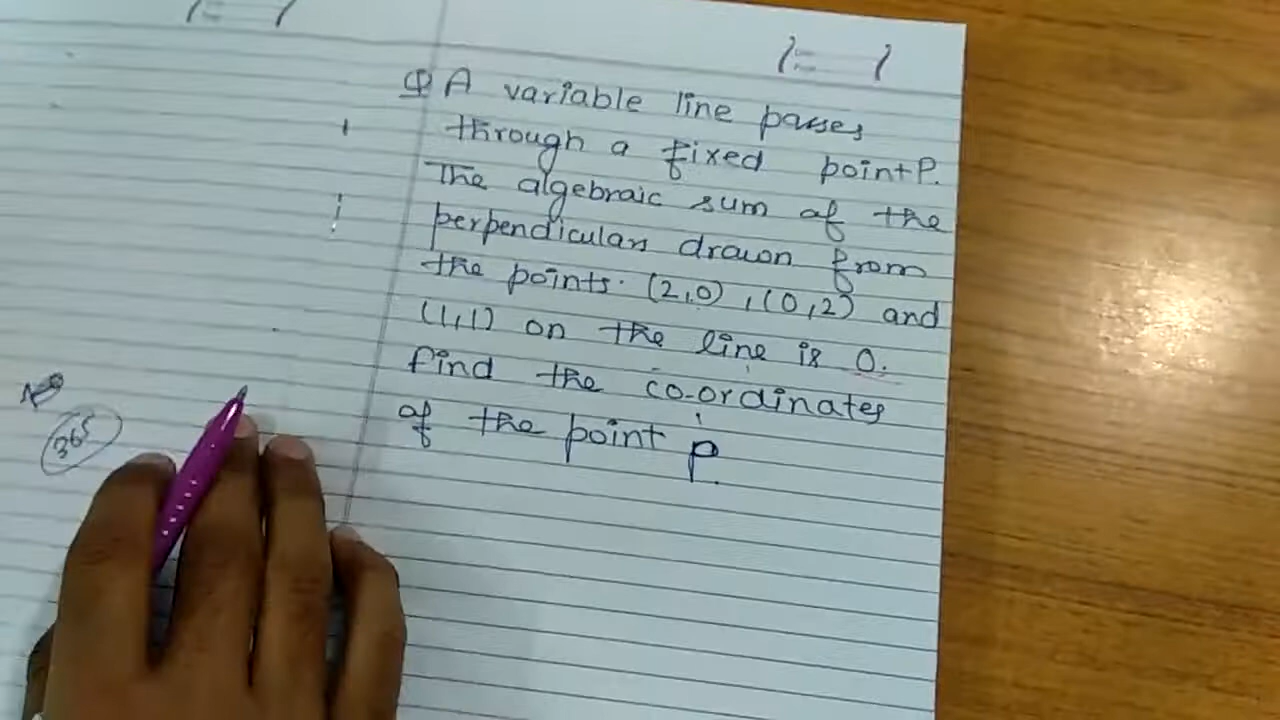 Q A variable line passes
through a fixed point P.
The algebraic sum of the
perpendiculars drawn from
the points. (2,0), (0,2) and
(1,1) on the line is 0.
Find the co-ordinates
of the point P.
365